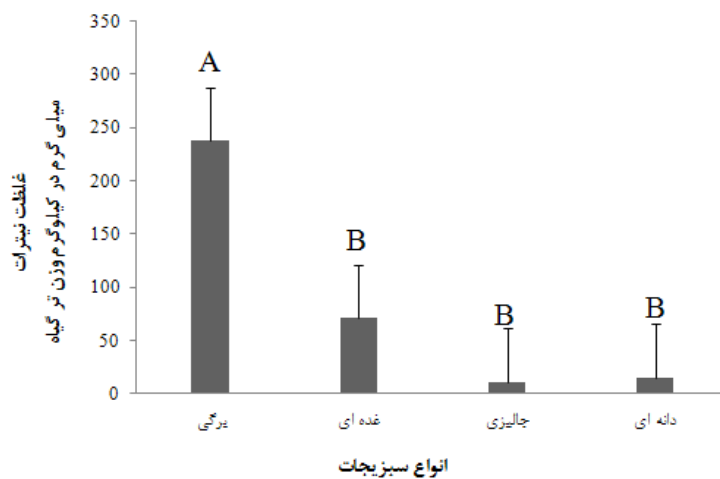 غلظت نیترات
میلی گرم در کیلوگرم وزن تر گیاه
350
300
250
200
150
100
50
0
A
B
B
B
برگی
غده ای
جالیزی
دانه ای
انواع سبزیجات